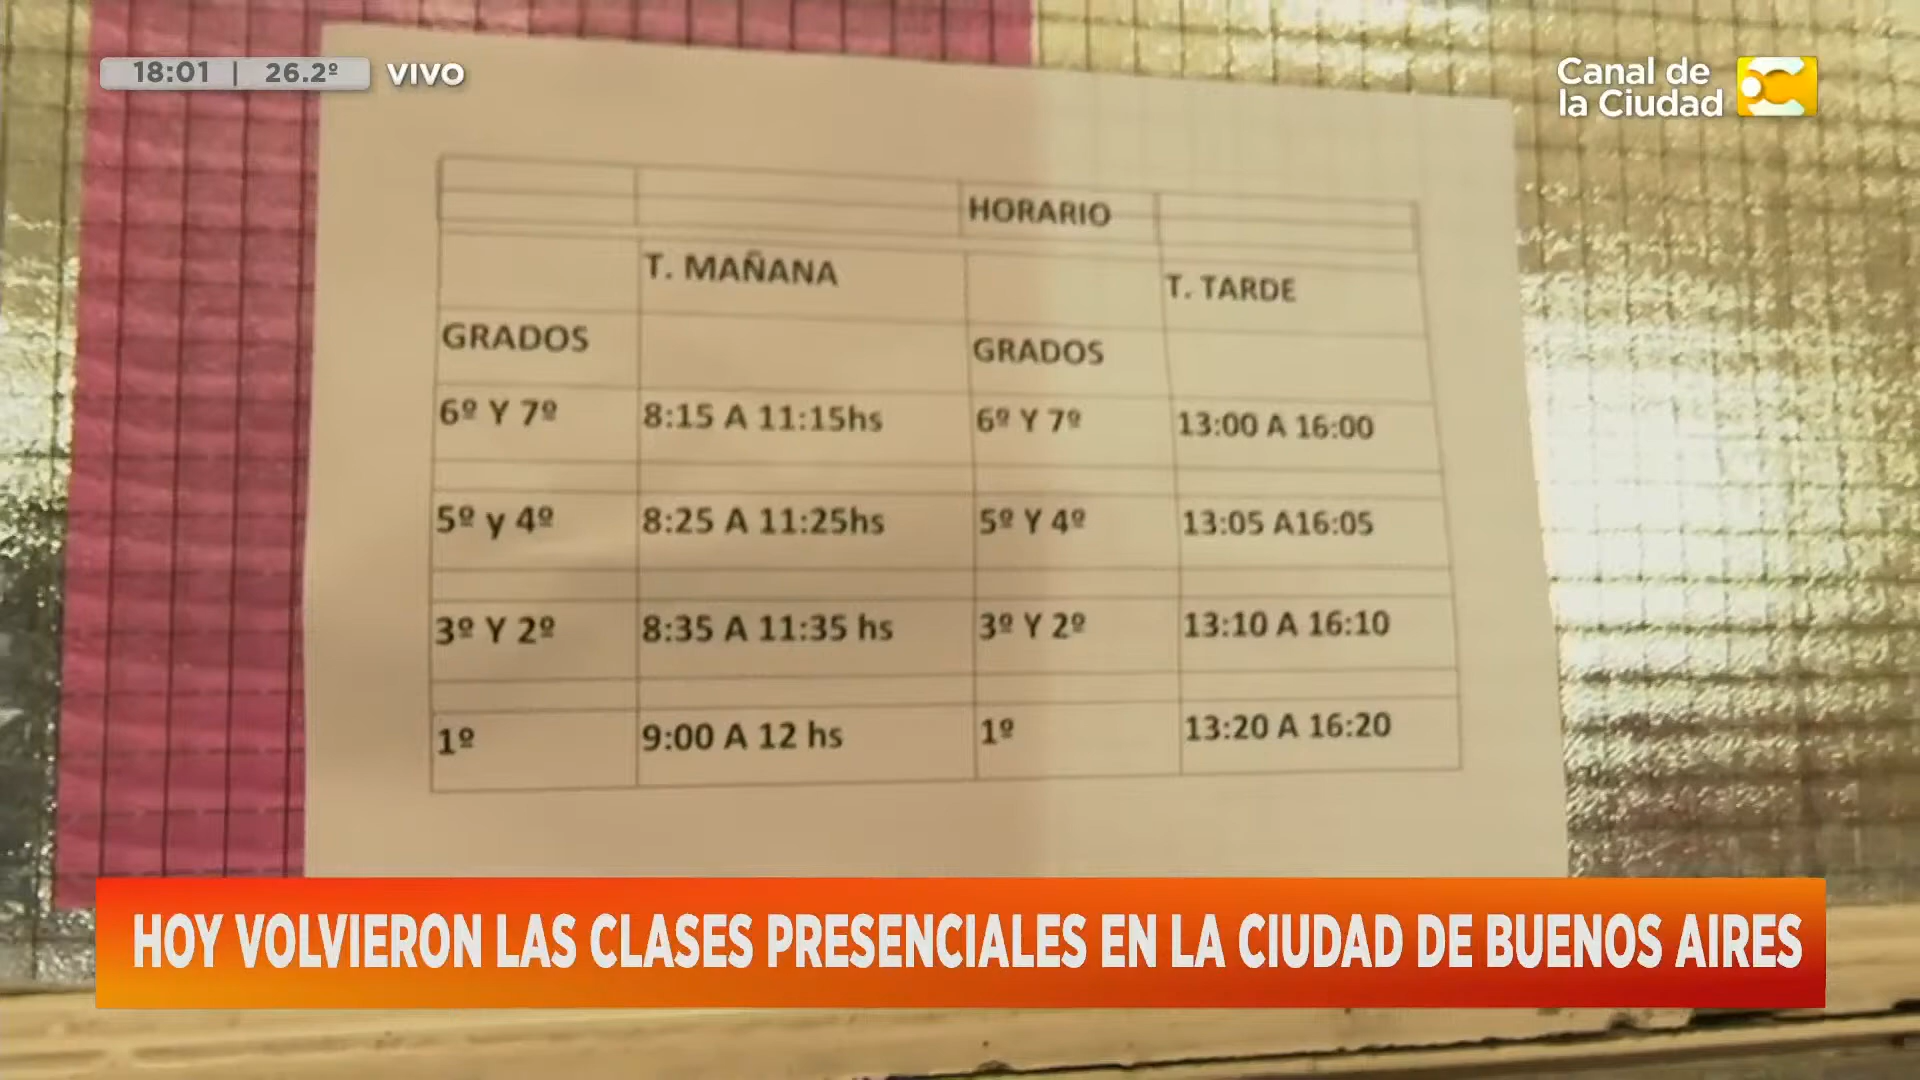 18:01 | 26.2º VIVO
Canal de
la Ciudad
HORARIO
T. MAÑANA
T. TARDE
GRADOS
GRADOS
6º Y 7º 8:15 A 11:15hs 6º Y 7º 13:00 A 16:00
5º y 4º 8:25 A 11:25hs 5º Y 4º 13:05 A16:05
3º Y 2º 8:35 A 11:35 hs 3º Y 2º 13:10 A 16:10
1º 9:00 A 12 hs 1º 13:20 A 16:20
HOY VOLVIERON LAS CLASES PRESENCIALES EN LA CIUDAD DE BUENOS AIRES